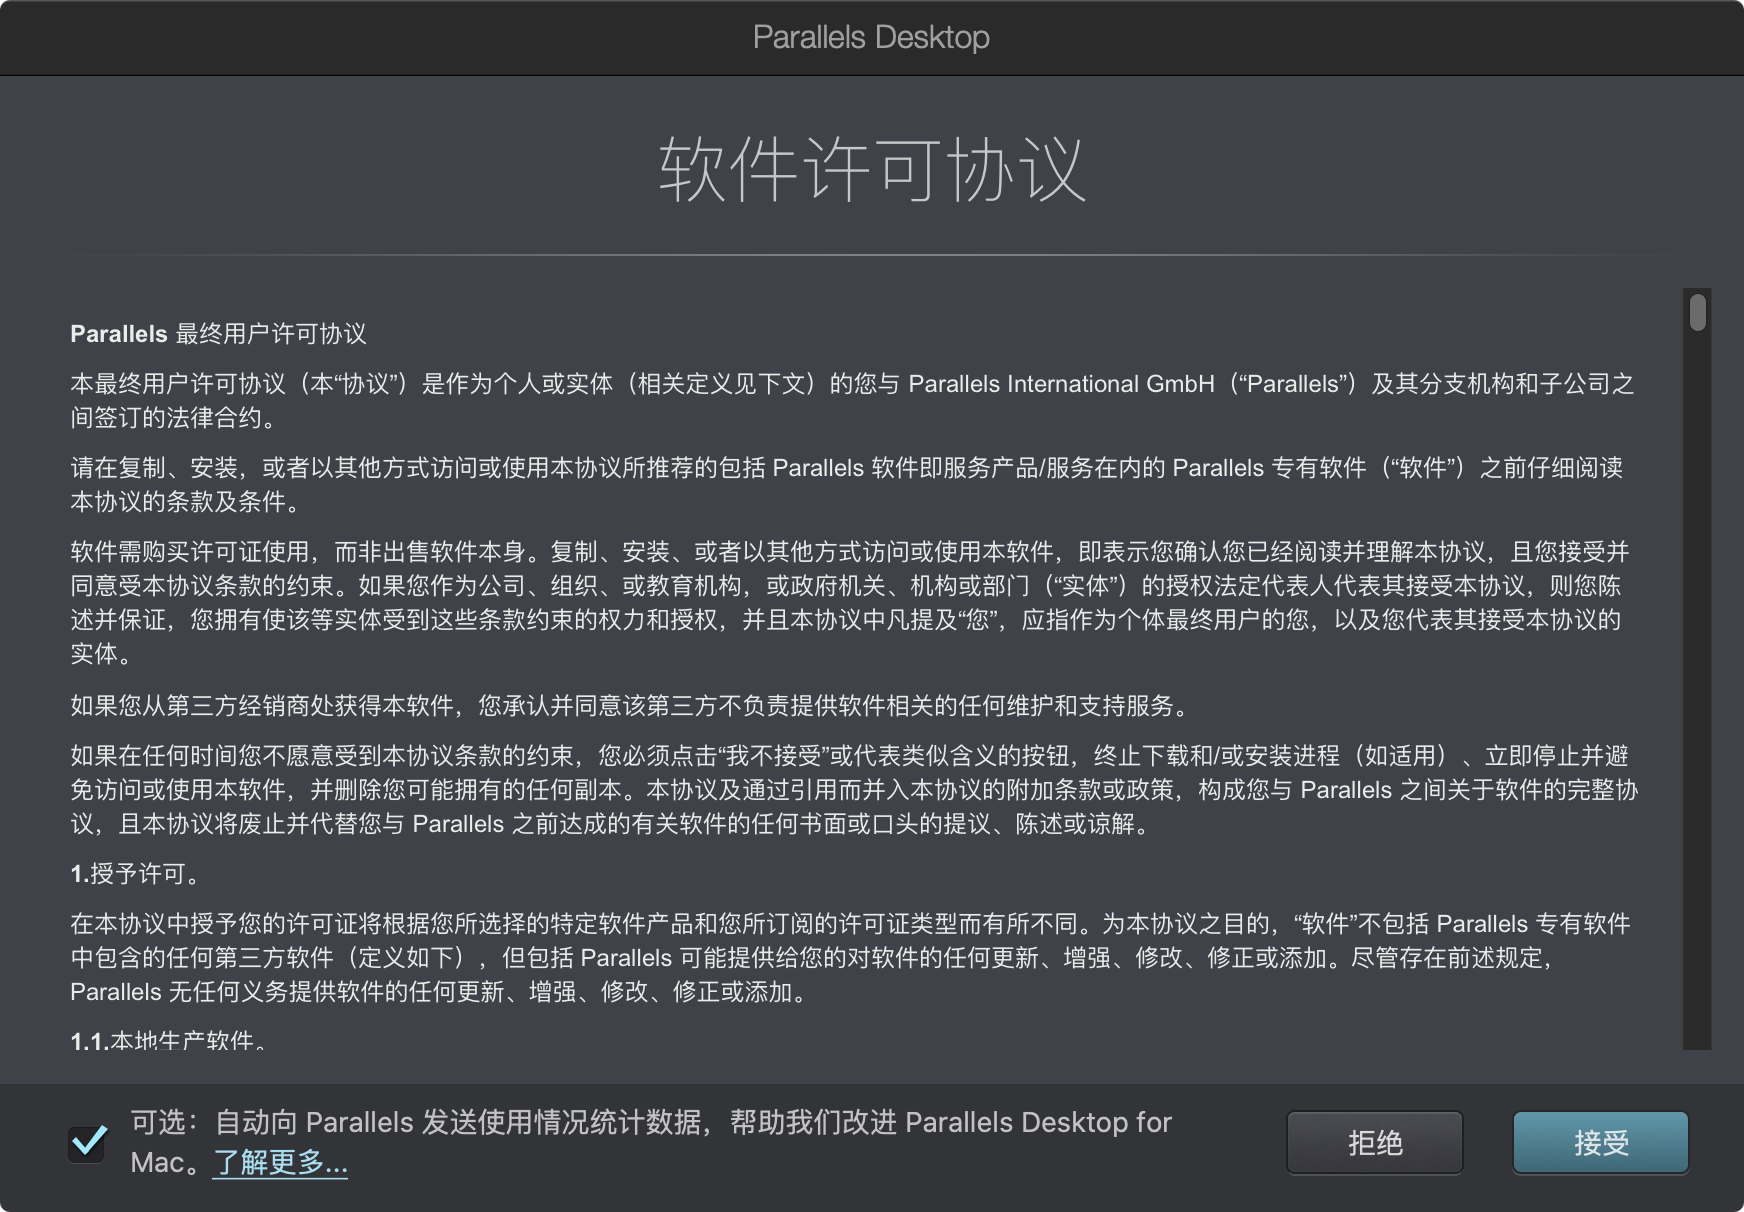 Parallels Desktop
软件许可协议
Parallels 最终用户许可协议
本最终用户许可协议（本“协议”）是作为个人或实体（相关定义见下文）的您与 Parallels International GmbH（“Parallels”）及其分支机构和子公司之
间签订的法律合约。
请在复制、安装，或者以其他方式访问或使用本协议所推荐的包括 Parallels 软件即服务产品/服务在内的 Parallels 专有软件（“软件”）之前仔细阅读
本协议的条款及条件。
软件需购买许可证使用，而非出售软件本身。复制、安装、或者以其他方式访问或使用本软件，即表示您确认您已经阅读并理解本协议，且您接受并
同意受本协议条款的约束。如果您作为公司、组织、或教育机构，或政府机关、机构或部门（“实体”）的授权法定代表人代表其接受本协议，则您陈
述并保证，您拥有使该等实体受到这些条款约束的权力和授权，并且本协议中凡提及“您”，应指作为个体最终用户的您，以及您代表其接受本协议的
实体。
如果您从第三方经销商处获得本软件，您承认并同意该第三方不负责提供软件相关的任何维护和支持服务。
如果在任何时间您不愿意受到本协议条款的约束，您必须点击“我不接受”或代表类似含义的按钮，终止下载和/或安装进程（如适用）、立即停止并避
免访问或使用本软件，并删除您可能拥有的任何副本。本协议及通过引用而并入本协议的附加条款或政策，构成您与 Parallels 之间关于软件的完整协
议，且本协议将废止并代替您与 Parallels 之前达成的有关软件的任何书面或口头的提议、陈述或谅解。
1.授予许可。
在本协议中授予您的许可证将根据您所选择的特定软件产品和您所订阅的许可证类型而有所不同。为本协议之目的，“软件”不包括 Parallels 专有软件
中包含的任何第三方软件（定义如下），但包括 Parallels 可能提供给您的对软件的任何更新、增强、修改、修正或添加。尽管存在前述规定，
Parallels 无任何义务提供软件的任何更新、增强、修改、修正或添加。
1.1.本地生产软件。
可选：自动向 Parallels 发送使用情况统计数据，帮助我们改进 Parallels Desktop for
Mac。了解更多...
拒绝
接受